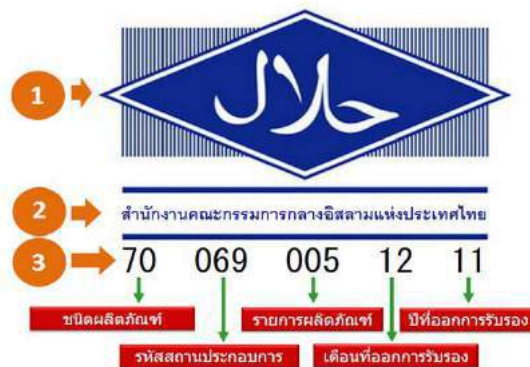 1
حلال
2
สำนักงานคณะกรรมการกลางอิสลามแห่งประเทศไทย
3
70 069 005 12 11
ชนิดผลิตภัณฑ์ รายการผลิตภัณฑ์ ปีที่ออกการรับรอง
รหัสสถานประกอบการ เดือนที่ออกการรับรอง